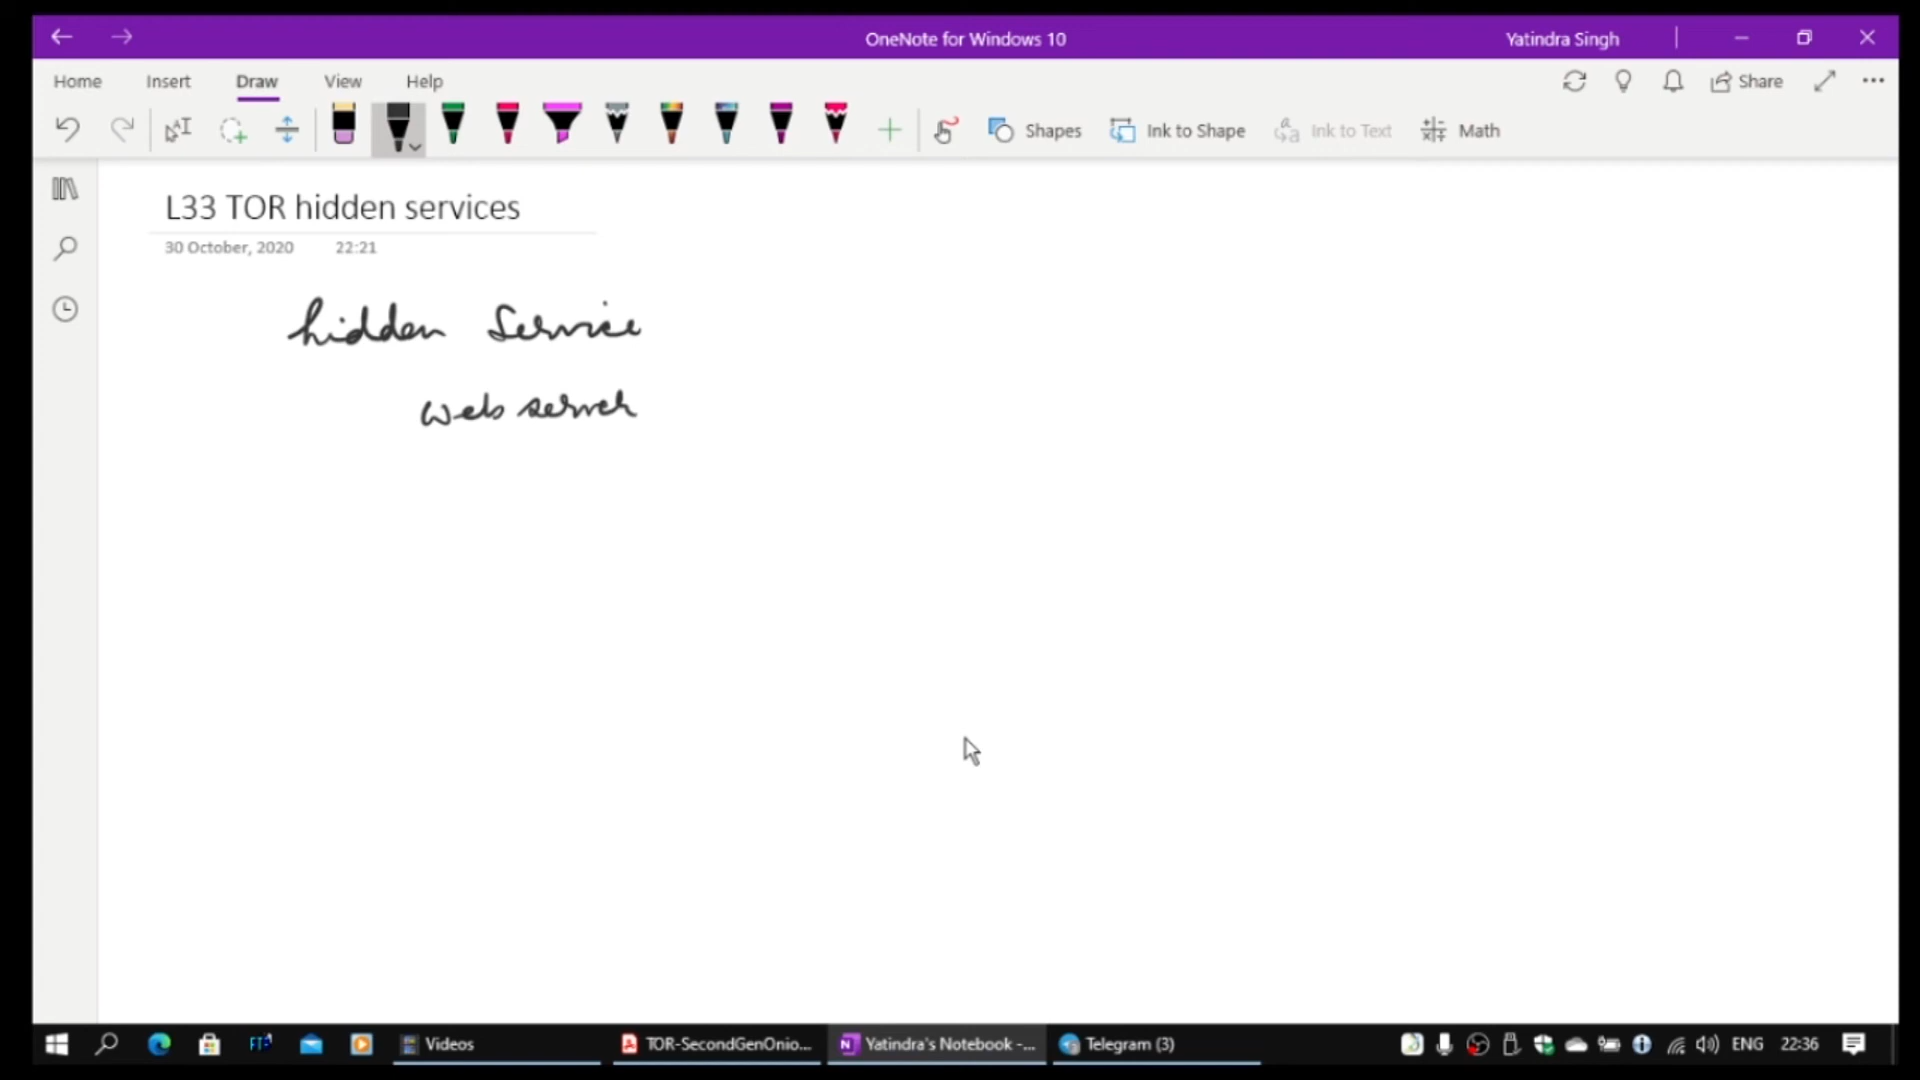 OneNote for Windows 10
Yatindra Singh
Home Insert Draw View Help
Share
Shapes Ink to Shape Ink to Text Math
L33 TOR hidden services
30 October, 2020 22:21
hidden Service
web server
Videos TOR-SecondGenOnio... Yatindra's Notebook -... Telegram (3) ENG 22:36